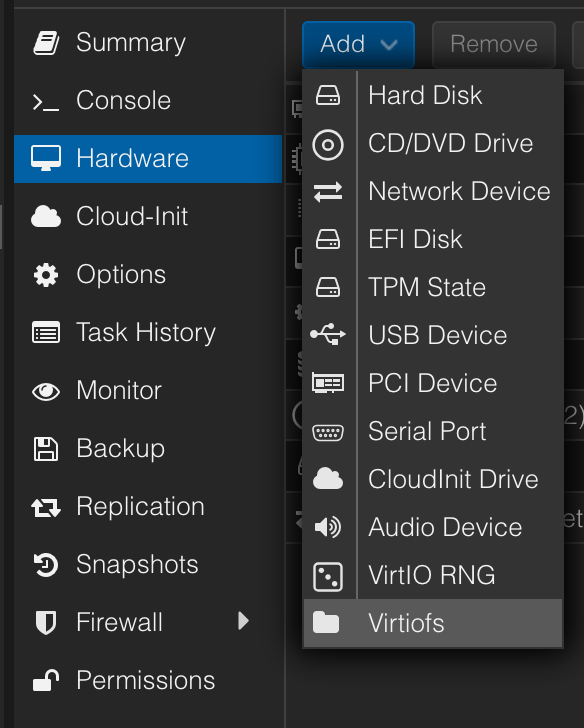 Summary
Console
Hardware
Cloud-Init
Options
Task History
Monitor
Backup
Replication
Snapshots
Firewall
Permissions
Add
Remove
Hard Disk
CD/DVD Drive
Network Device
EFI Disk
TPM State
USB Device
PCI Device
Serial Port
CloudInit Drive
Audio Device
VirtIO RNG
Virtiofs
2)
et